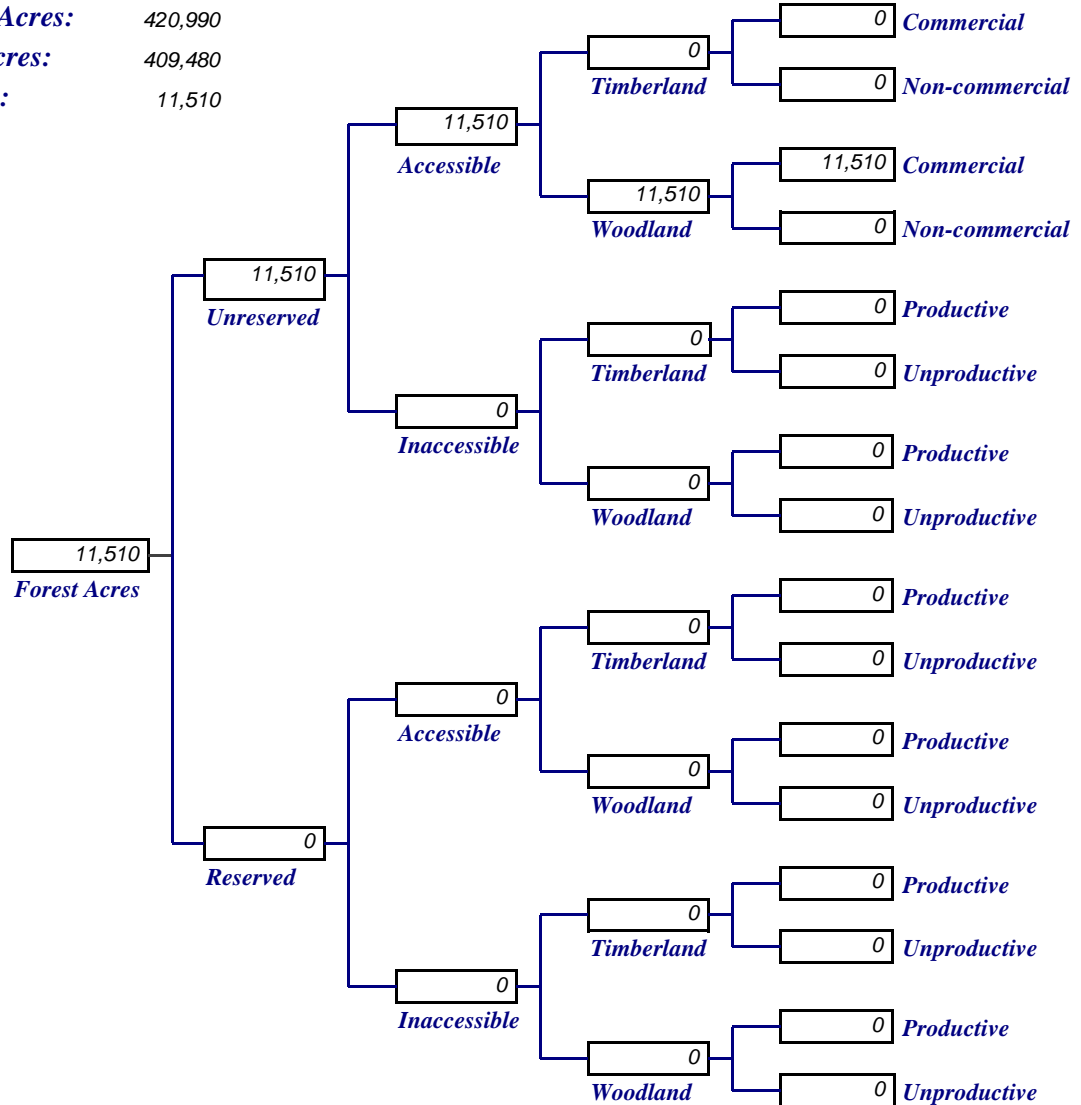 Acres: 420,990
cres: 409,480
: 11,510
0 Commercial
0
Timberland
0 Non-commercial
11,510
Accessible
11,510 Commercial
11,510
Woodland
0 Non-commercial
11,510
Unreserved
0 Productive
0
Timberland
0 Unproductive
0
Inaccessible
0 Productive
0
Woodland
0 Unproductive
11,510
Forest Acres
0 Productive
0
Timberland
0 Unproductive
0
Accessible
0 Productive
0
Woodland
0 Unproductive
0
Reserved
0 Productive
0
Timberland
0 Unproductive
0
Inaccessible
0 Productive
0
Woodland
0 Unproductive